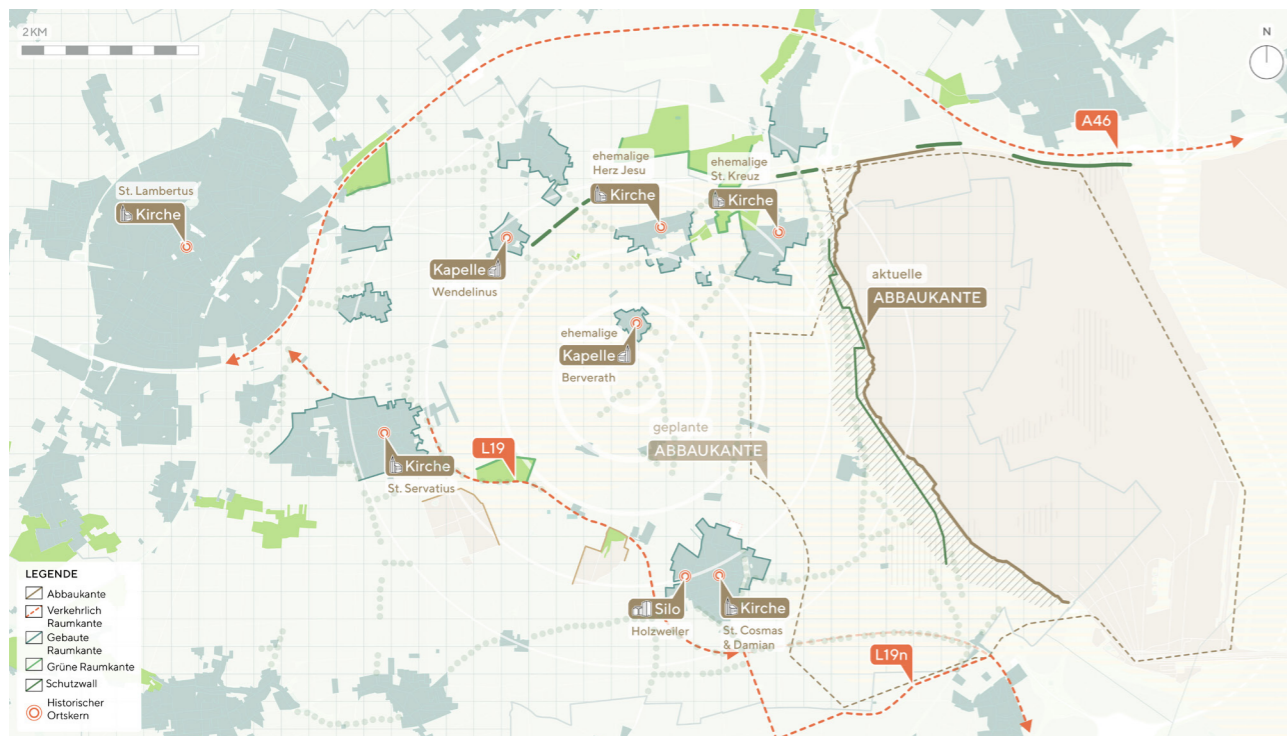 2 KM
N
A46
St. Lambertus
Kirche
ehemalige
Herz Jesu
Kirche
ehemalige
St. Kreuz
Kirche
Kapelle
Wendelinus
aktuelle
ABBAUKANTE
ehemalige
Kapelle
Berverath
geplante
ABBAUKANTE
L19
Kirche
St. Servatius
Silo
Holzweiler
Kirche
St. Cosmas
& Damian
L19n
LEGENDE
Abbaukante
Verkehrlich
Raumkante
Gebaute
Raumkante
Grüne Raumkante
Schutzwall
Historischer
Ortskern